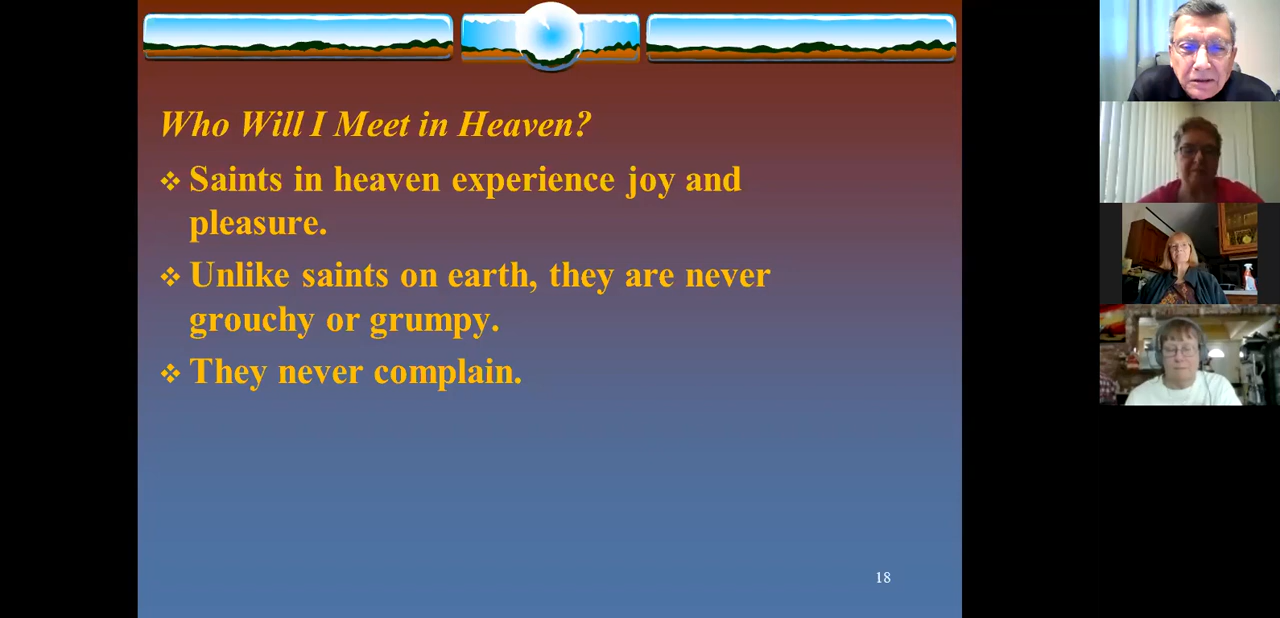 Who Will I Meet in Heaven?
❖ Saints in heaven experience joy and
pleasure.
❖ Unlike saints on earth, they are never
grouchy or grumpy.
❖ They never complain.
18